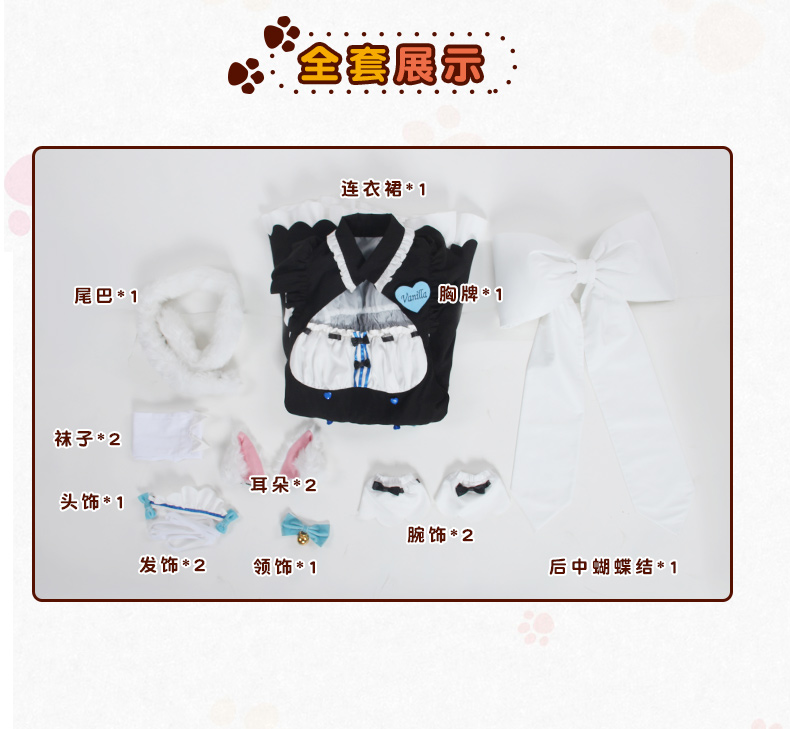 全套展示
连衣裙*1
尾巴*1
Vanilla
胸牌*1
袜子*2
耳朵*2
头饰*1
腕饰*2
发饰*2
领饰*1
后中蝴蝶结*1